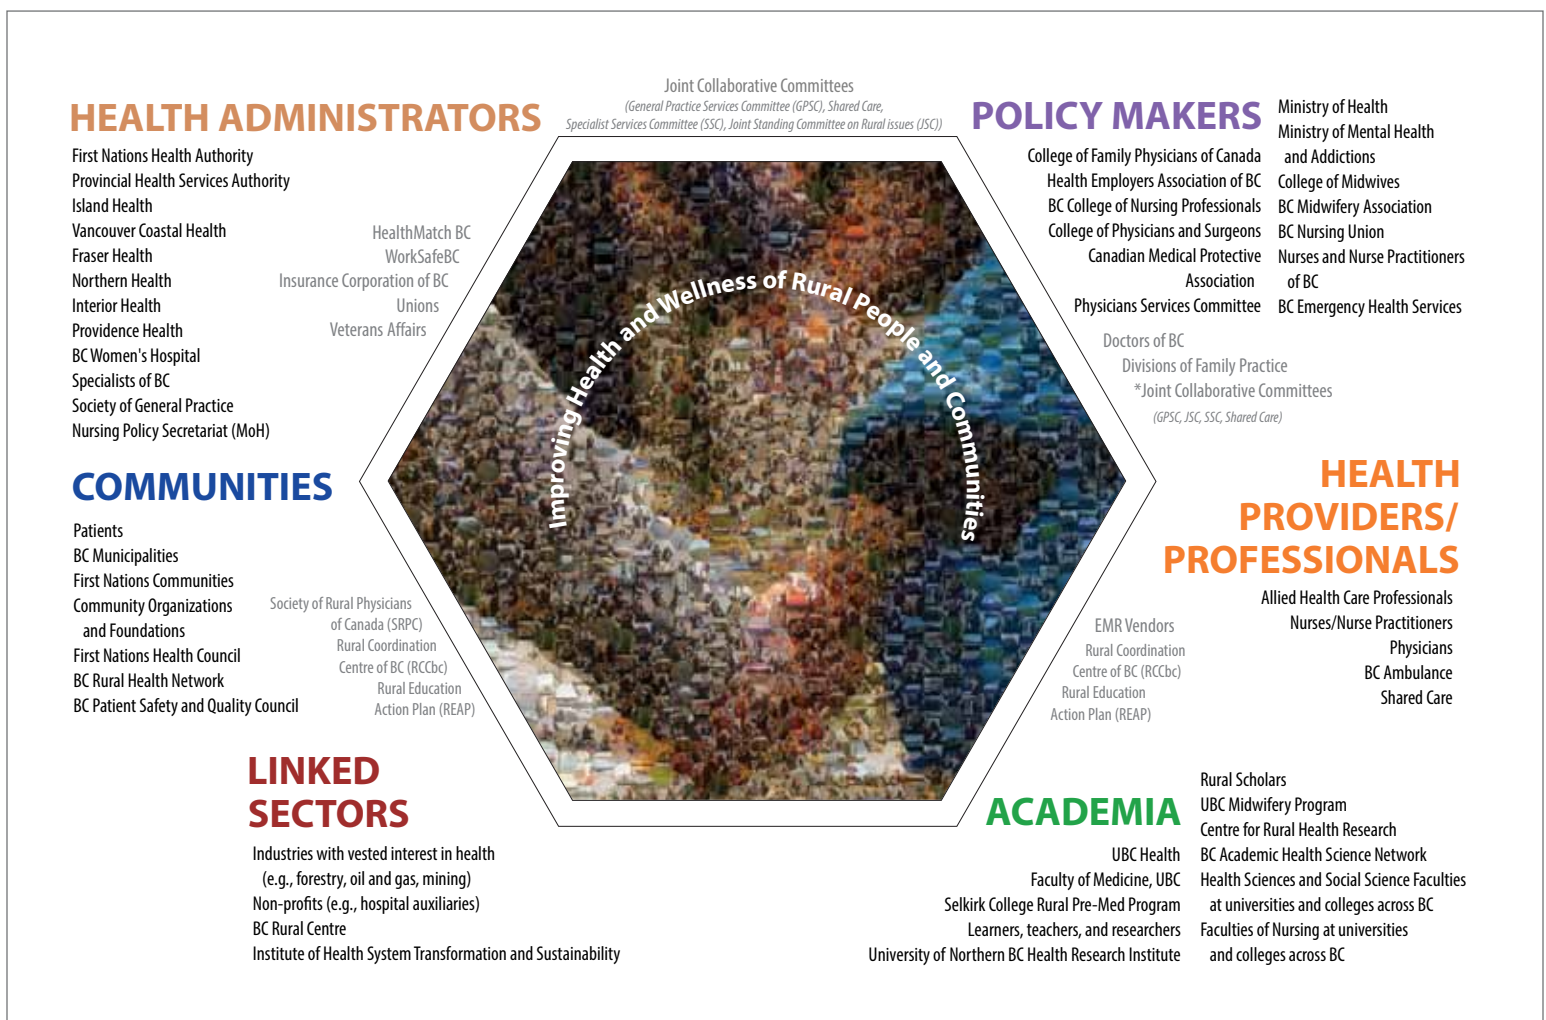 Joint Collaborative Committees
(General Practice Services Committee (GPSC), Shared Care,
Specialist Services Committee (SSC), Joint Standing Committee on Rural issues (JSC))
HEALTH ADMINISTRATORS
First Nations Health Authority
Provincial Health Services Authority
Island Health
Vancouver Coastal Health
Fraser Health
Northern Health
Interior Health
Providence Health
BC Women's Hospital
Specialists of BC
Society of General Practice
Nursing Policy Secretariat (MoH)
HealthMatch BC
WorkSafeBC
Insurance Corporation of BC
Unions
Veterans Affairs
POLICY MAKERS
College of Family Physicians of Canada
Health Employers Association of BC
BC College of Nursing Professionals
College of Physicians and Surgeons
Canadian Medical Protective
Association
Physicians Services Committee
Ministry of Health
Ministry of Mental Health
and Addictions
College of Midwives
BC Midwifery Association
BC Nursing Union
Nurses and Nurse Practitioners
of BC
BC Emergency Health Services
Doctors of BC
Divisions of Family Practice
*Joint Collaborative Committees
(GPSC, JSC, SSC, Shared Care)
Improving Health and Wellness of Rural People and Communities
COMMUNITIES
Patients
BC Municipalities
First Nations Communities
Community Organizations
and Foundations
First Nations Health Council
BC Rural Health Network
BC Patient Safety and Quality Council
Society of Rural Physicians
of Canada (SRPC)
Rural Coordination
Centre of BC (RCCbc)
Rural Education
Action Plan (REAP)
HEALTH
PROVIDERS/
PROFESSIONALS
Allied Health Care Professionals
Nurses/Nurse Practitioners
Physicians
BC Ambulance
Shared Care
EMR Vendors
Rural Coordination
Centre of BC (RCCbc)
Rural Education
Action Plan (REAP)
LINKED
SECTORS
Industries with vested interest in health
(e.g., forestry, oil and gas, mining)
Non-profits (e.g., hospital auxiliaries)
BC Rural Centre
Institute of Health System Transformation and Sustainability
ACADEMIA
UBC Health
Faculty of Medicine, UBC
Selkirk College Rural Pre-Med Program
Learners, teachers, and researchers
University of Northern BC Health Research Institute
Rural Scholars
UBC Midwifery Program
Centre for Rural Health Research
BC Academic Health Science Network
Health Sciences and Social Science Faculties
at universities and colleges across BC
Faculties of Nursing at universities
and colleges across BC